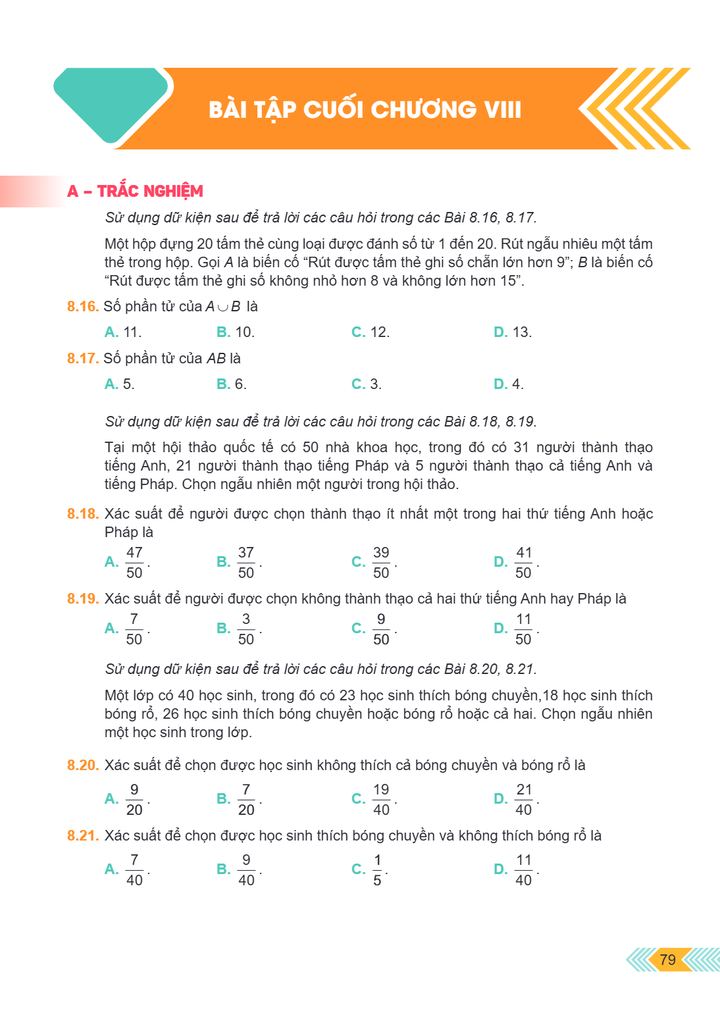 BÀI TẬP CUỐI CHƯƠNG VIII
A – TRẮC NGHIỆM
Sử dụng dữ kiện sau để trả lời các câu hỏi trong các Bài 8.16, 8.17.
Một hộp đựng 20 tấm thẻ cùng loại được đánh số từ 1 đến 20. Rút ngẫu nhiêu một tấm
thẻ trong hộp. Gọi A là biến cố “Rút được tấm thẻ ghi số chẵn lớn hơn 9”; B là biến cố
“Rút được tấm thẻ ghi số không nhỏ hơn 8 và không lớn hơn 15”.
8.16. Số phần tử của A ∪ B là
A. 11. B. 10. C. 12. D. 13.
8.17. Số phần tử của AB là
A. 5. B. 6. C. 3. D. 4.
Sử dụng dữ kiện sau để trả lời các câu hỏi trong các Bài 8.18, 8.19.
Tại một hội thảo quốc tế có 50 nhà khoa học, trong đó có 31 người thành thạo
tiếng Anh, 21 người thành thạo tiếng Pháp và 5 người thành thạo cả tiếng Anh và
tiếng Pháp. Chọn ngẫu nhiên một người trong hội thảo.
8.18. Xác suất để người được chọn thành thạo ít nhất một trong hai thứ tiếng Anh hoặc
Pháp là
A. 47/50. B. 37/50. C. 39/50. D. 41/50.
8.19. Xác suất để người được chọn không thành thạo cả hai thứ tiếng Anh hay Pháp là
A. 7/50. B. 3/50. C. 9/50. D. 11/50.
Sử dụng dữ kiện sau để trả lời các câu hỏi trong các Bài 8.20, 8.21.
Một lớp có 40 học sinh, trong đó có 23 học sinh thích bóng chuyền,18 học sinh thích
bóng rổ, 26 học sinh thích bóng chuyền hoặc bóng rổ hoặc cả hai. Chọn ngẫu nhiên
một học sinh trong lớp.
8.20. Xác suất để chọn được học sinh không thích cả bóng chuyền và bóng rổ là
A. 9/20. B. 7/20. C. 19/40. D. 21/40.
8.21. Xác suất để chọn được học sinh thích bóng chuyền và không thích bóng rổ là
A. 7/40. B. 9/40. C. 1/5. D. 11/40.
79